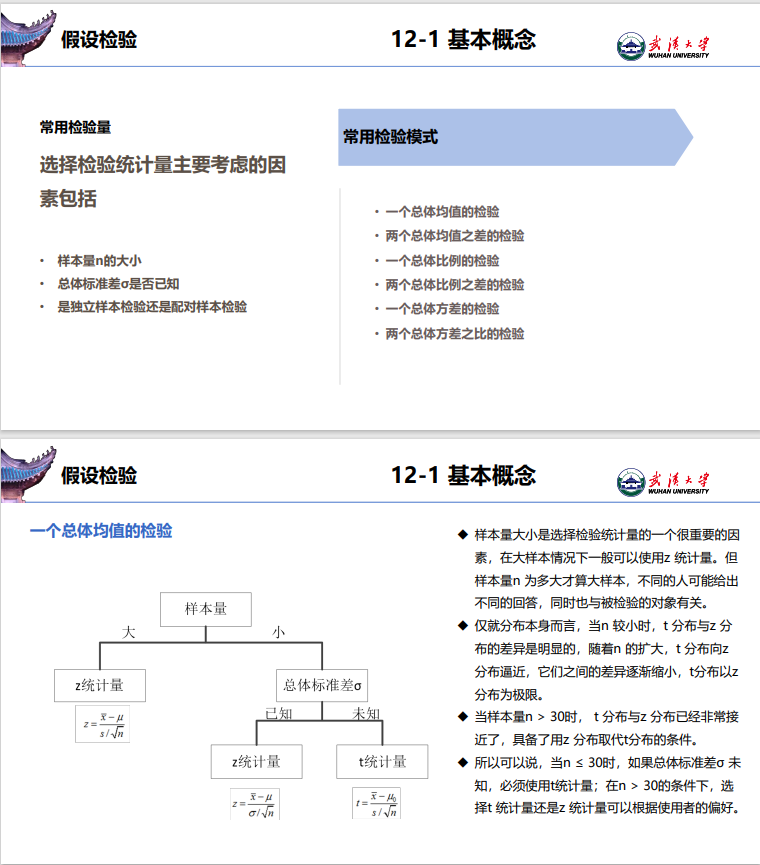 假设检验
12-1 基本概念
武汉大学
WUHAN UNIVERSITY
常用检验量
选择检验统计量主要考虑的因
素包括
• 样本量n的大小
• 总体标准差σ是否已知
• 是独立样本检验还是配对样本检验
常用检验模式
• 一个总体均值的检验
• 两个总体均值之差的检验
• 一个总体比例的检验
• 两个总体比例之差的检验
• 一个总体方差的检验
• 两个总体方差之比的检验
假设检验
12-1 基本概念
武汉大学
WUHAN UNIVERSITY
一个总体均值的检验
样本量
大
小
z统计量
z = (x̄ − μ) / (s/√n)
总体标准差σ
已知
未知
z统计量
z = (x̄ − μ) / (σ/√n)
t统计量
t = (x̄ − μ₀) / (s/√n)
◆ 样本量大小是选择检验统计量的一个很重要的因
素，在大样本情况下一般可以使用z 统计量。但
样本量n 为多大才算大样本，不同的人可能给出
不同的回答，同时也与被检验的对象有关。
◆ 仅就分布本身而言，当n 较小时，t 分布与z 分
布的差异是明显的，随着n 的扩大，t 分布向z
分布逼近，它们之间的差异逐渐缩小，t分布以z
分布为极限。
◆ 当样本量n > 30时， t 分布与z 分布已经非常接
近了，具备了用z 分布取代t分布的条件。
◆ 所以可以说，当n ≤ 30时，如果总体标准差σ 未
知，必须使用t统计量；在n > 30的条件下，选
择t 统计量还是z 统计量可以根据使用者的偏好。